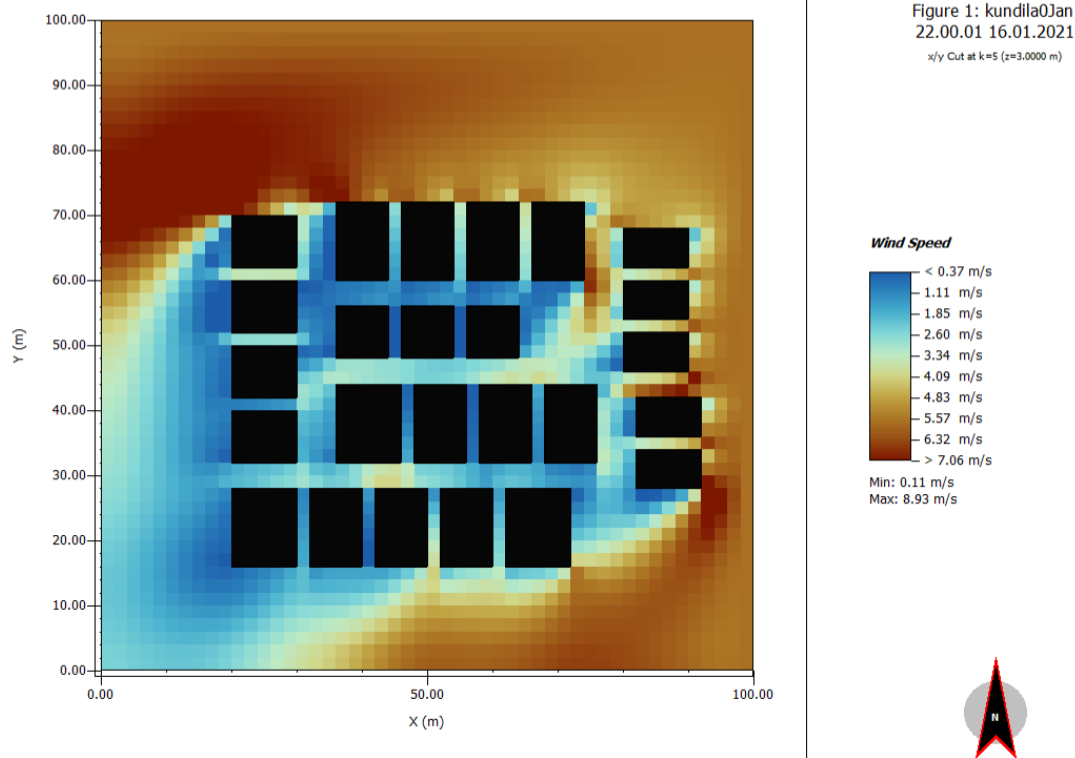 Figure 1: kundila0Jan
22.00.01 16.01.2021
x/y Cut at k=5 (z=3.0000 m)
100.00
90.00
80.00
70.00
60.00
50.00
40.00
30.00
20.00
10.00
0.00
Y (m)
0.00 50.00 100.00
X (m)
Wind Speed
< 0.37 m/s
1.11 m/s
1.85 m/s
2.60 m/s
3.34 m/s
4.09 m/s
4.83 m/s
5.57 m/s
6.32 m/s
> 7.06 m/s
Min: 0.11 m/s
Max: 8.93 m/s
N